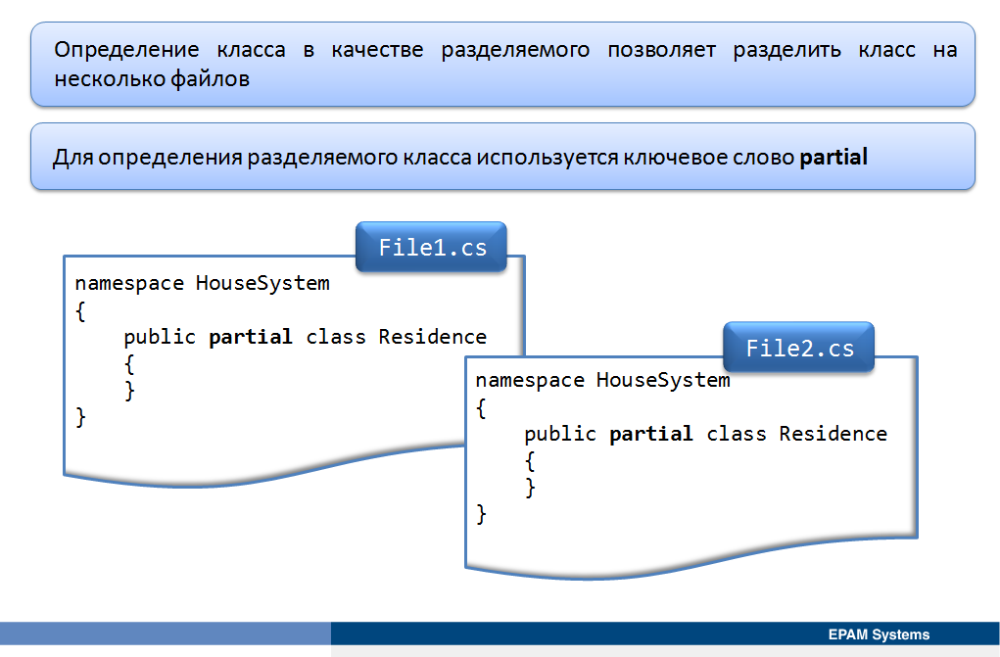 Определение класса в качестве разделяемого позволяет разделить класс на
несколько файлов
Для определения разделяемого класса используется ключевое слово partial
File1.cs
namespace HouseSystem
{
    public partial class Residence
    {
    }
}
File2.cs
namespace HouseSystem
{
    public partial class Residence
    {
    }
}
EPAM Systems